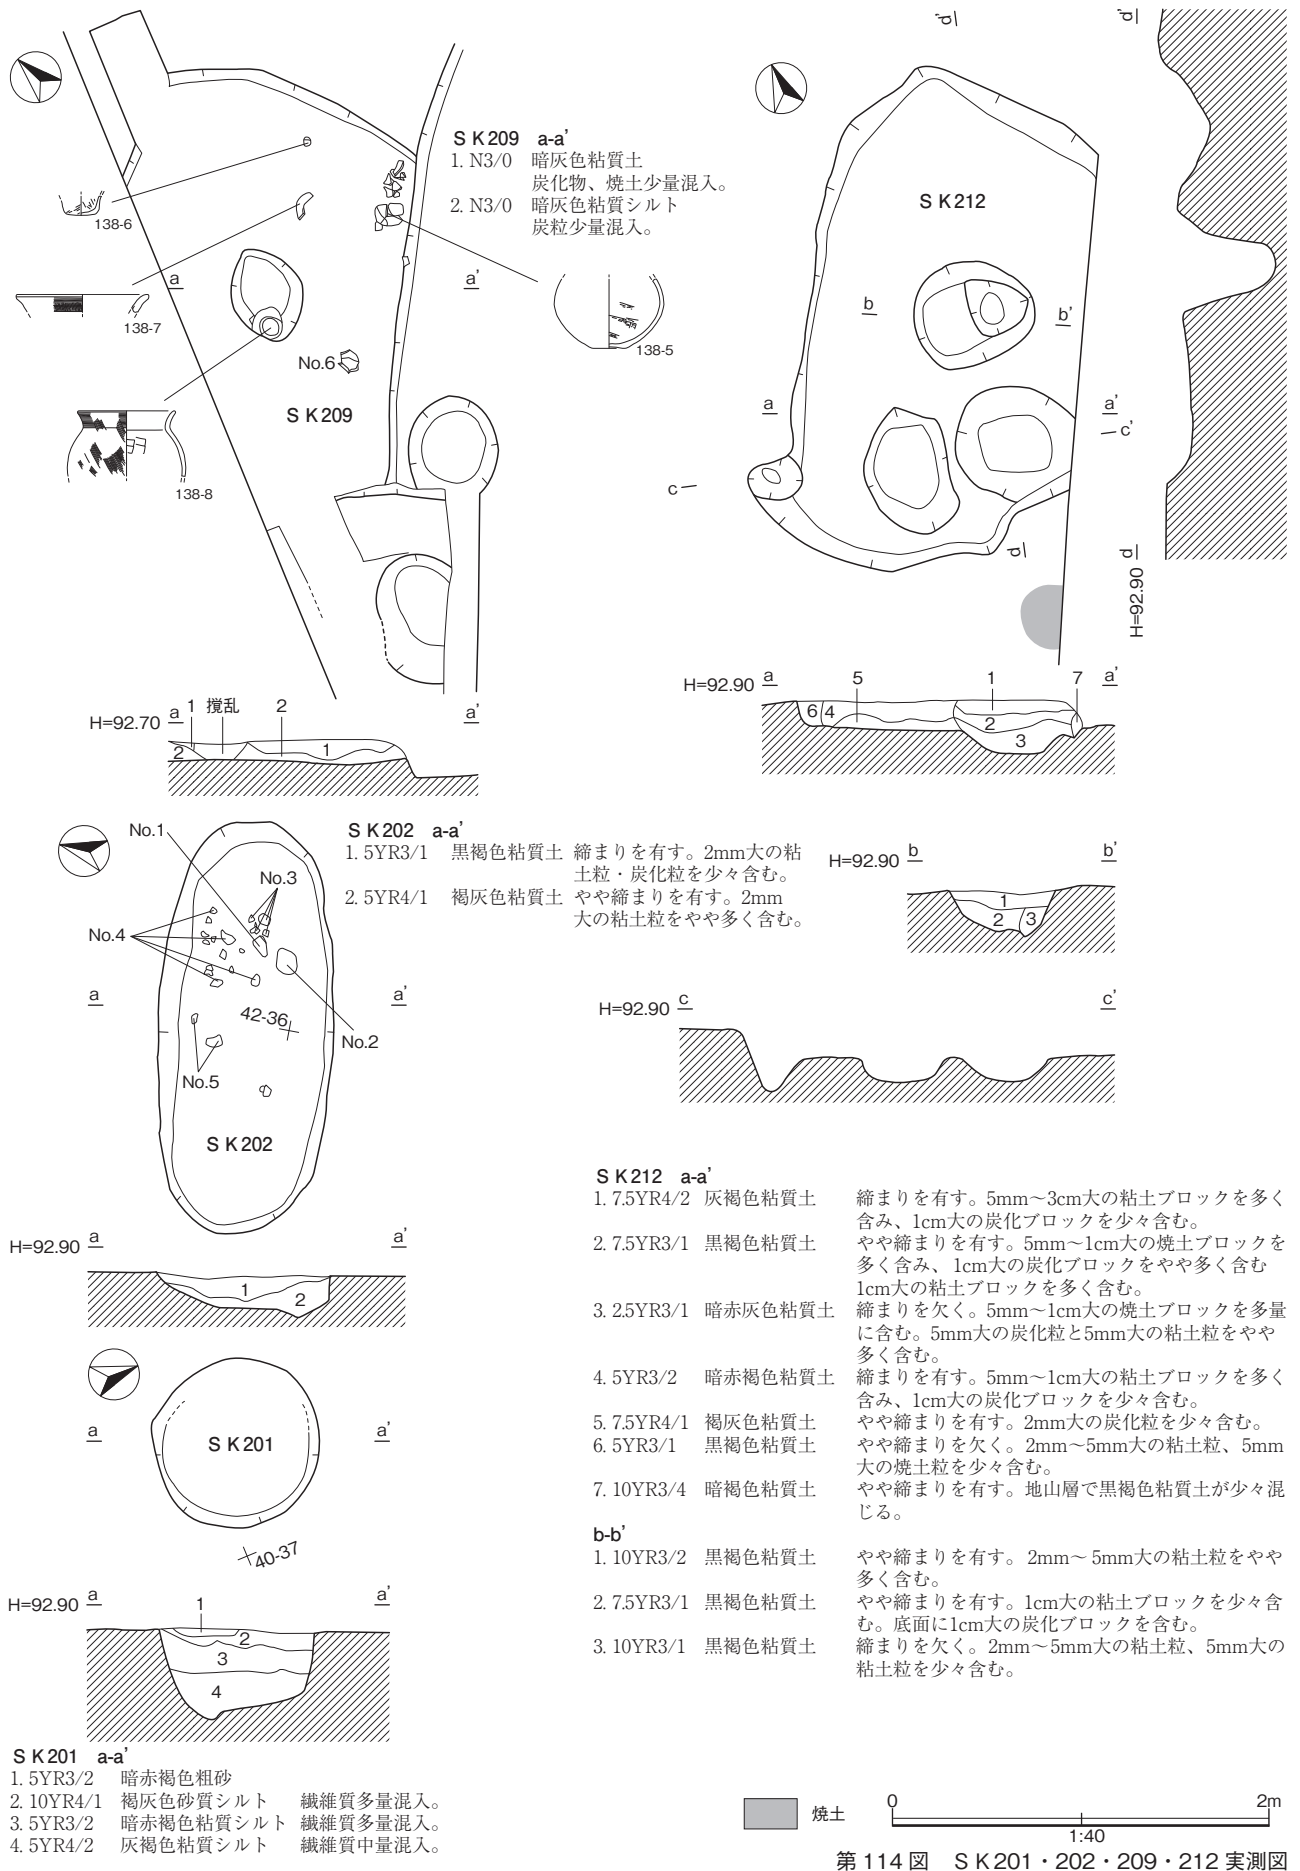 d'
d'
S K209　a-a'
1. N3/0　暗灰色粘質土
炭化物、焼土少量混入。
2. N3/0　暗灰色粘質シルト
炭粒少量混入。
138-6
a
a'
138-7
138-5
No.6
S K209
138-8
S K212
b
b'
a
a'
c'
c
d
d
H=92.90
H=92.70
a
1
撹乱
2
a'
2
1
H=92.90
a
5
1
7
a'
6
4
2
3
S K202　a-a'
1. 5YR3/1　黒褐色粘質土　締まりを有す。2mm大の粘
土粒・炭化粒を少々含む。
2. 5YR4/1　褐灰色粘質土　やや締まりを有す。2mm
大の粘土粒をやや多く含む。
No.1
No.3
No.4
a
a'
42-36
No.2
No.5
S K202
H=92.90
b
b'
1
2
3
H=92.90
c
c'
H=92.90
a
a'
1
2
a
S K201
a'
40-37
H=92.90
a
1
a'
2
3
4
S K201　a-a'
1. 5YR3/2　暗赤褐色粗砂
2. 10YR4/1　褐灰色砂質シルト　繊維質多量混入。
3. 5YR3/2　暗赤褐色粘質シルト　繊維質多量混入。
4. 5YR4/2　灰褐色粘質シルト　繊維質中量混入。
S K212　a-a'
1. 7.5YR4/2　灰褐色粘質土　締まりを有す。5mm～3cm大の粘土ブロックを多く
含み、1cm大の炭化ブロックを少々含む。
2. 7.5YR3/1　黒褐色粘質土　やや締まりを有す。5mm～1cm大の焼土ブロックを
多く含み、1cm大の炭化ブロックをやや多く含む
1cm大の粘土ブロックを多く含む。
3. 2.5YR3/1　暗赤灰色粘質土　締まりを欠く。5mm～1cm大の焼土ブロックを多量
に含む。5mm大の炭化粒と5mm大の粘土粒をやや
多く含む。
4. 5YR3/2　暗赤褐色粘質土　締まりを有す。5mm～1cm大の粘土ブロックを多く
含み、1cm大の炭化ブロックを少々含む。
5. 7.5YR4/1　褐灰色粘質土　やや締まりを有す。2mm大の炭化粒を少々含む。
6. 5YR3/1　黒褐色粘質土　やや締まりを欠く。2mm～5mm大の粘土粒、5mm
大の焼土粒を少々含む。
7. 10YR3/4　暗褐色粘質土　やや締まりを有す。地山層で黒褐色粘質土が少々混
じる。
b-b'
1. 10YR3/2　黒褐色粘質土　やや締まりを有す。2mm～5mm大の粘土粒をやや
多く含む。
2. 7.5YR3/1　黒褐色粘質土　やや締まりを有す。1cm大の粘土ブロックを少々含
む。底面に1cm大の炭化ブロックを含む。
3. 10YR3/1　黒褐色粘質土　締まりを欠く。2mm～5mm大の粘土粒、5mm大の
粘土粒を少々含む。
焼土
0
2m
1:40
第 114 図　S K201・202・209・212 実測図